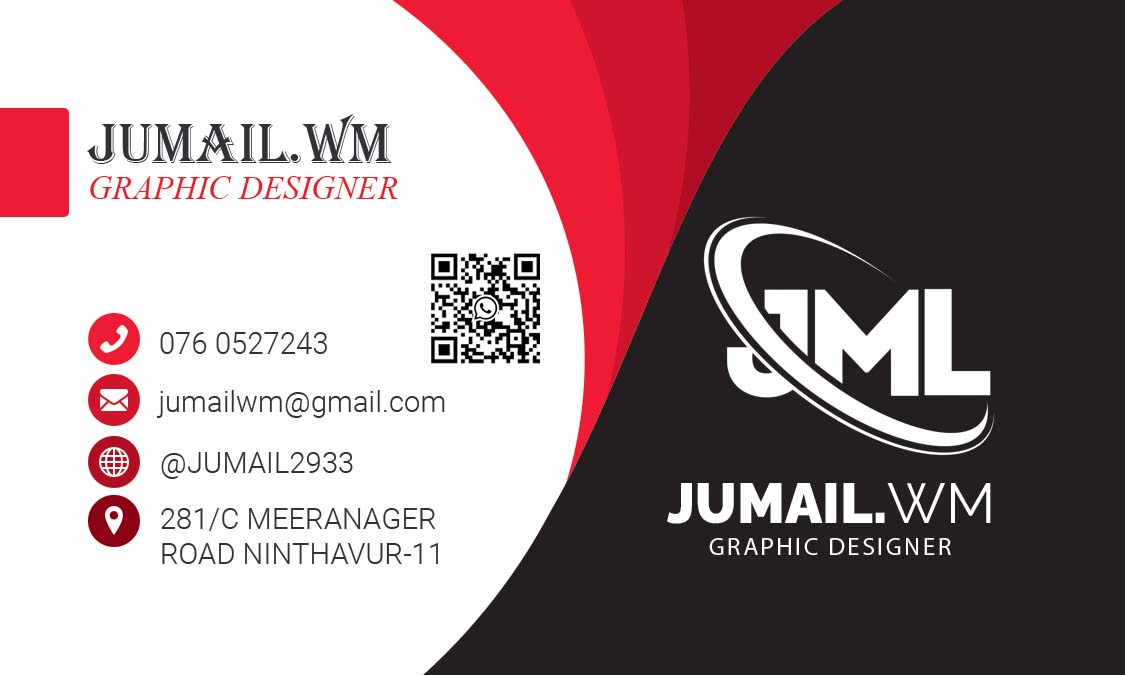 JUMAIL.WM
GRAPHIC DESIGNER
076 0527243
jumailwm@gmail.com
@JUMAIL2933
281/C MEERANAGER
ROAD NINTHAVUR-11
JML
JUMAIL.WM
GRAPHIC DESIGNER